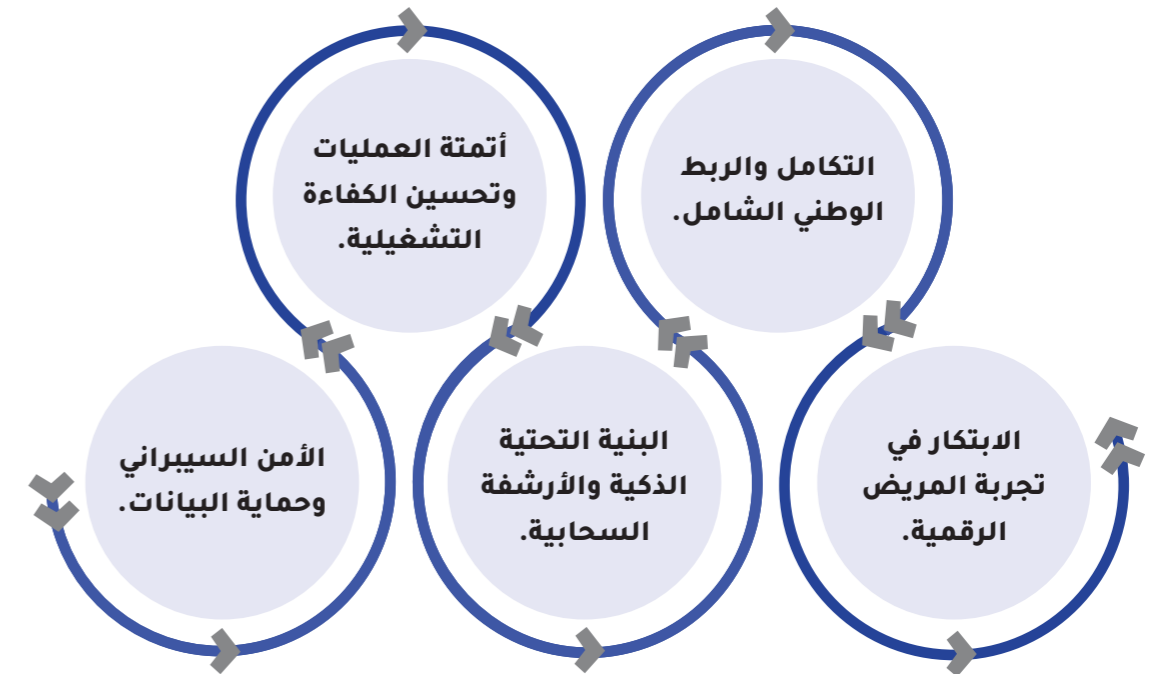 التكامل والربط
الوطني الشامل.
أتمتة العمليات
وتحسين الكفاءة
التشغيلية.
الابتكار في
تجربة المريض
الرقمية.
البنية التحتية
الذكية والأرشفة
السحابية.
الأمن السيبراني
وحماية البيانات.